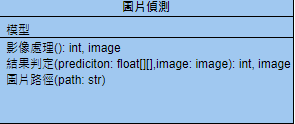 圖片偵測
模型
影像處理(): int, image
結果判定(prediciton: float[][],image: image): int, image
圖片路徑(path: str)